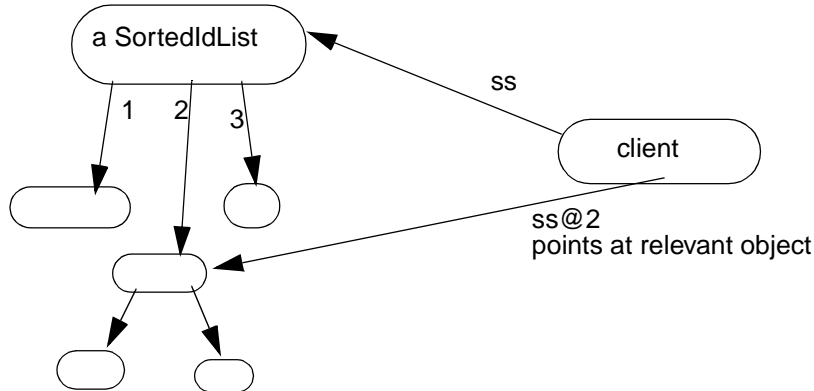 a SortedIdList
ss
1
2
3
client
ss@2
points at relevant object